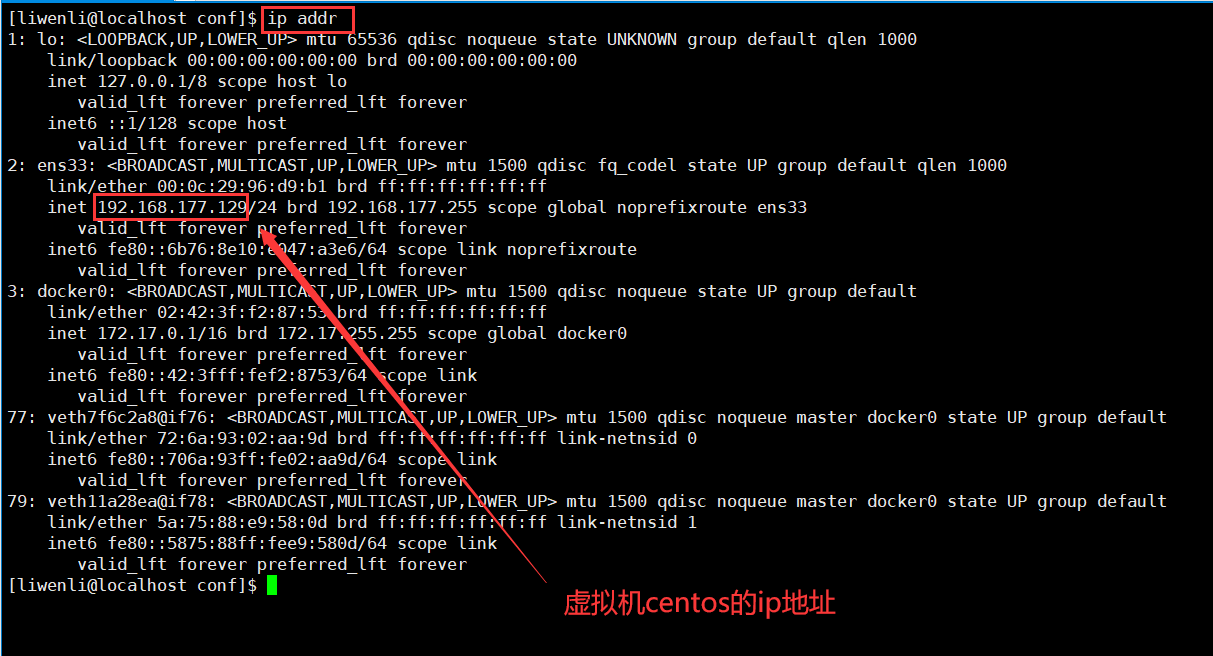 [liwenli@localhost conf]$ ip addr
1: lo: <LOOPBACK,UP,LOWER_UP> mtu 65536 qdisc noqueue state UNKNOWN group default qlen 1000
link/loopback 00:00:00:00:00:00 brd 00:00:00:00:00:00
inet 127.0.0.1/8 scope host lo
valid_lft forever preferred_lft forever
inet6 ::1/128 scope host
valid_lft forever preferred_lft forever
2: ens33: <BROADCAST,MULTICAST,UP,LOWER_UP> mtu 1500 qdisc fq_codel state UP group default qlen 1000
link/ether 00:0c:29:96:d9:b1 brd ff:ff:ff:ff:ff:ff
inet 192.168.177.129/24 brd 192.168.177.255 scope global noprefixroute ens33
valid_lft forever preferred_lft forever
inet6 fe80::6b76:8e10:e047:a3e6/64 scope link noprefixroute
valid_lft forever preferred_lft forever
3: docker0: <BROADCAST,MULTICAST,UP,LOWER_UP> mtu 1500 qdisc noqueue state UP group default
link/ether 02:42:3f:f2:87:53 brd ff:ff:ff:ff:ff:ff
inet 172.17.0.1/16 brd 172.17.255.255 scope global docker0
valid_lft forever preferred_lft forever
inet6 fe80::42:3fff:fef2:8753/64 scope link
valid_lft forever preferred_lft forever
77: veth7f6c2a8@if76: <BROADCAST,MULTICAST,UP,LOWER_UP> mtu 1500 qdisc noqueue master docker0 state UP group default
link/ether 72:6a:93:02:aa:9d brd ff:ff:ff:ff:ff:ff link-netnsid 0
inet6 fe80::706a:93ff:fe02:aa9d/64 scope link
valid_lft forever preferred_lft forever
79: veth11a28ea@if78: <BROADCAST,MULTICAST,UP,LOWER_UP> mtu 1500 qdisc noqueue master docker0 state UP group default
link/ether 5a:75:88:e9:58:0d brd ff:ff:ff:ff:ff:ff link-netnsid 1
inet6 fe80::5875:88ff:fee9:580d/64 scope link
valid_lft forever preferred_lft forever
[liwenli@localhost conf]$
虚拟机centos的ip地址